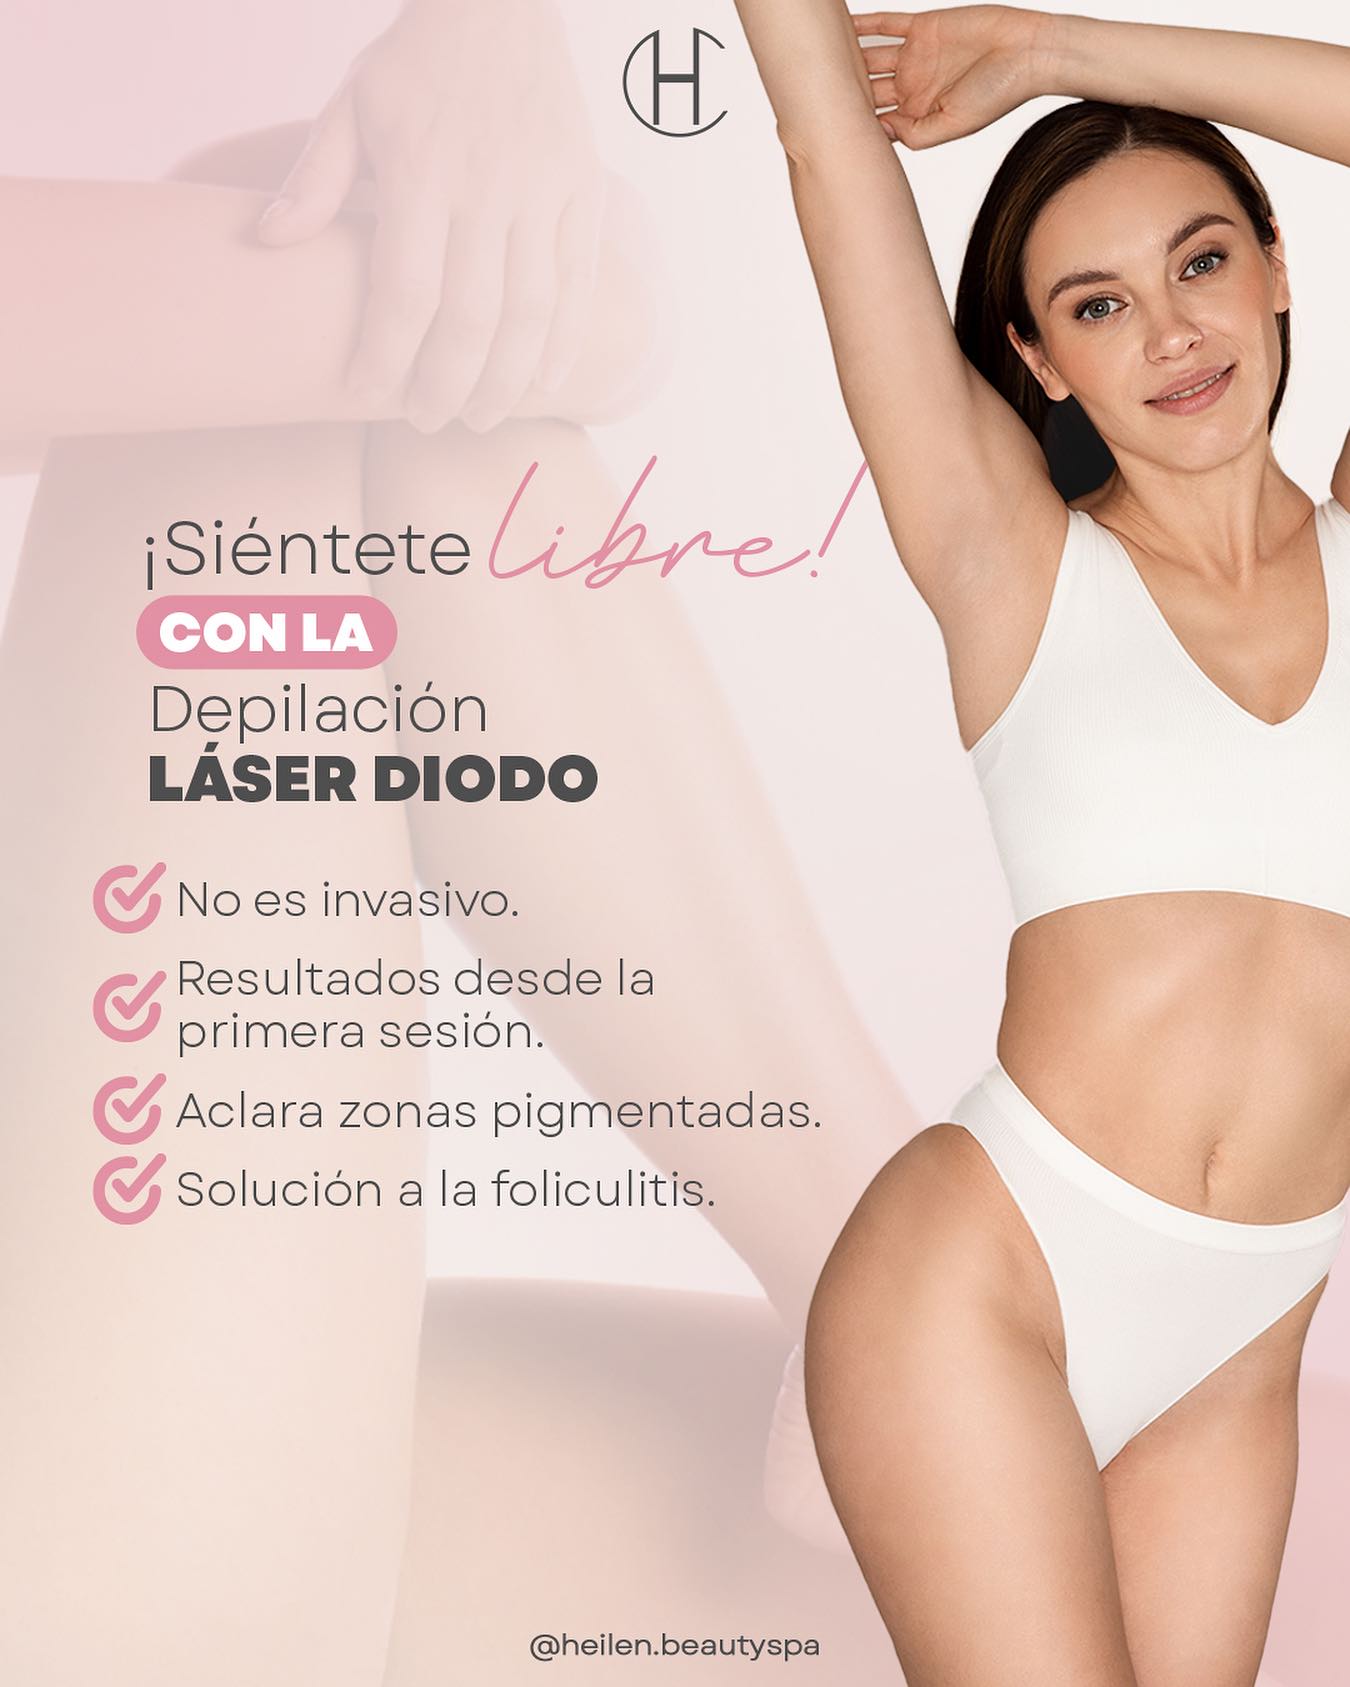 H
¡Siéntete libre!
CON LA
Depilación
LÁSER DIODO
No es invasivo.
Resultados desde la
primera sesión.
Aclara zonas pigmentadas.
Solución a la foliculitis.
@heilen.beautyspa